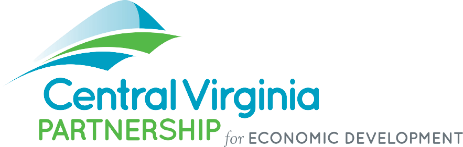 Central Virginia
PARTNERSHIP for ECONOMIC DEVELOPMENT